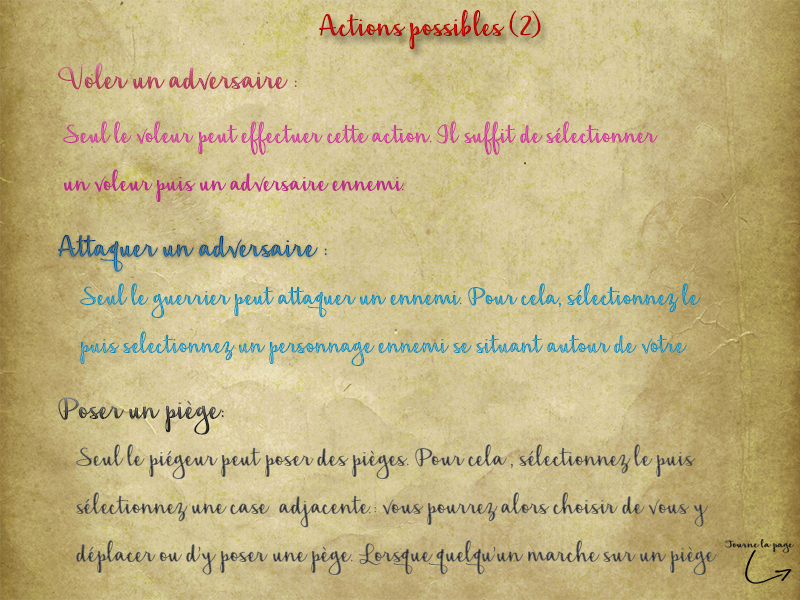 Actions possibles (2)
Voler un adversaire :
Seul le voleur peut effectuer cette action. Il suffit de sélectionner
un voleur puis un adversaire ennemi.
Attaquer un adversaire :
Seul le guerrier peut attaquer un ennemi. Pour cela, sélectionnez le
puis selectionnez un personnage ennemi se situant autour de votre
Poser un piège:
Seul le piégeur peut poser des pièges. Pour cela , sélectionnez le puis
sélectionnez une case adjacente.: vous pourrez alors choisir de vous y
déplacer ou d'y poser une pège. Lorsque quelqu'un marche sur un piège
Tourne la page